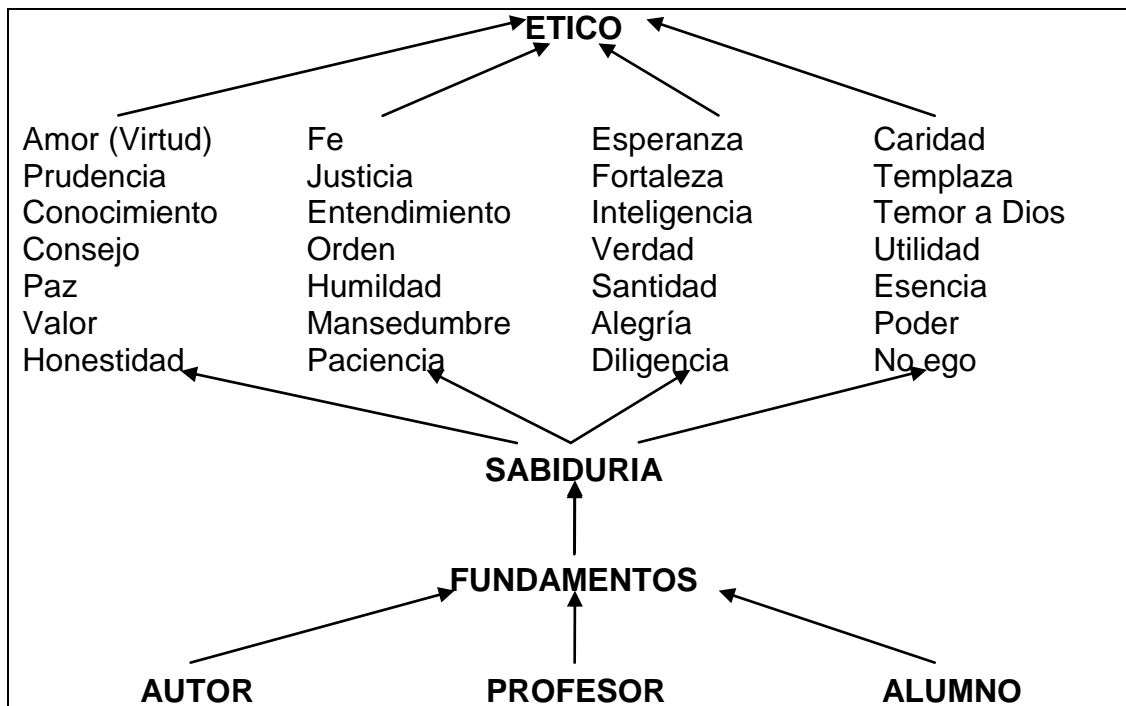 ETICO
Amor (Virtud) Fe Esperanza Caridad
Prudencia Justicia Fortaleza Templaza
Conocimiento Entendimiento Inteligencia Temor a Dios
Consejo Orden Verdad Utilidad
Paz Humildad Santidad Esencia
Valor Mansedumbre Alegría Poder
Honestidad Paciencia Diligencia No ego
SABIDURIA
FUNDAMENTOS
AUTOR PROFESOR ALUMNO